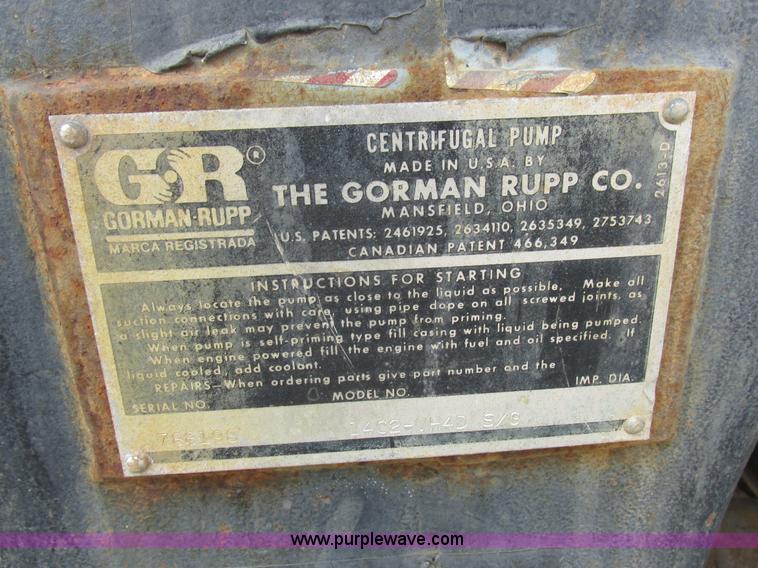 GR®
GORMAN-RUPP
MARCA REGISTRADA
CENTRIFUGAL PUMP
MADE IN U.S.A. BY
THE GORMAN RUPP CO.
MANSFIELD, OHIO
U.S. PATENTS: 2461925, 2634110, 2635349, 2753743
CANADIAN PATENT 466,349
2613-D
INSTRUCTIONS FOR STARTING
Always locate the pump as close to the liquid as possible. Make all
suction connections with care, using pipe dope on all screwed joints, as
a slight air leak may prevent the pump from priming.
When pump is self-priming type fill casing with liquid being pumped.
When engine powered fill the engine with fuel and oil specified. If
liquid cooled, add coolant.
REPAIRS—When ordering parts give part number and the
SERIAL NO. MODEL NO. IMP. DIA.
S/G
www.purplewave.com